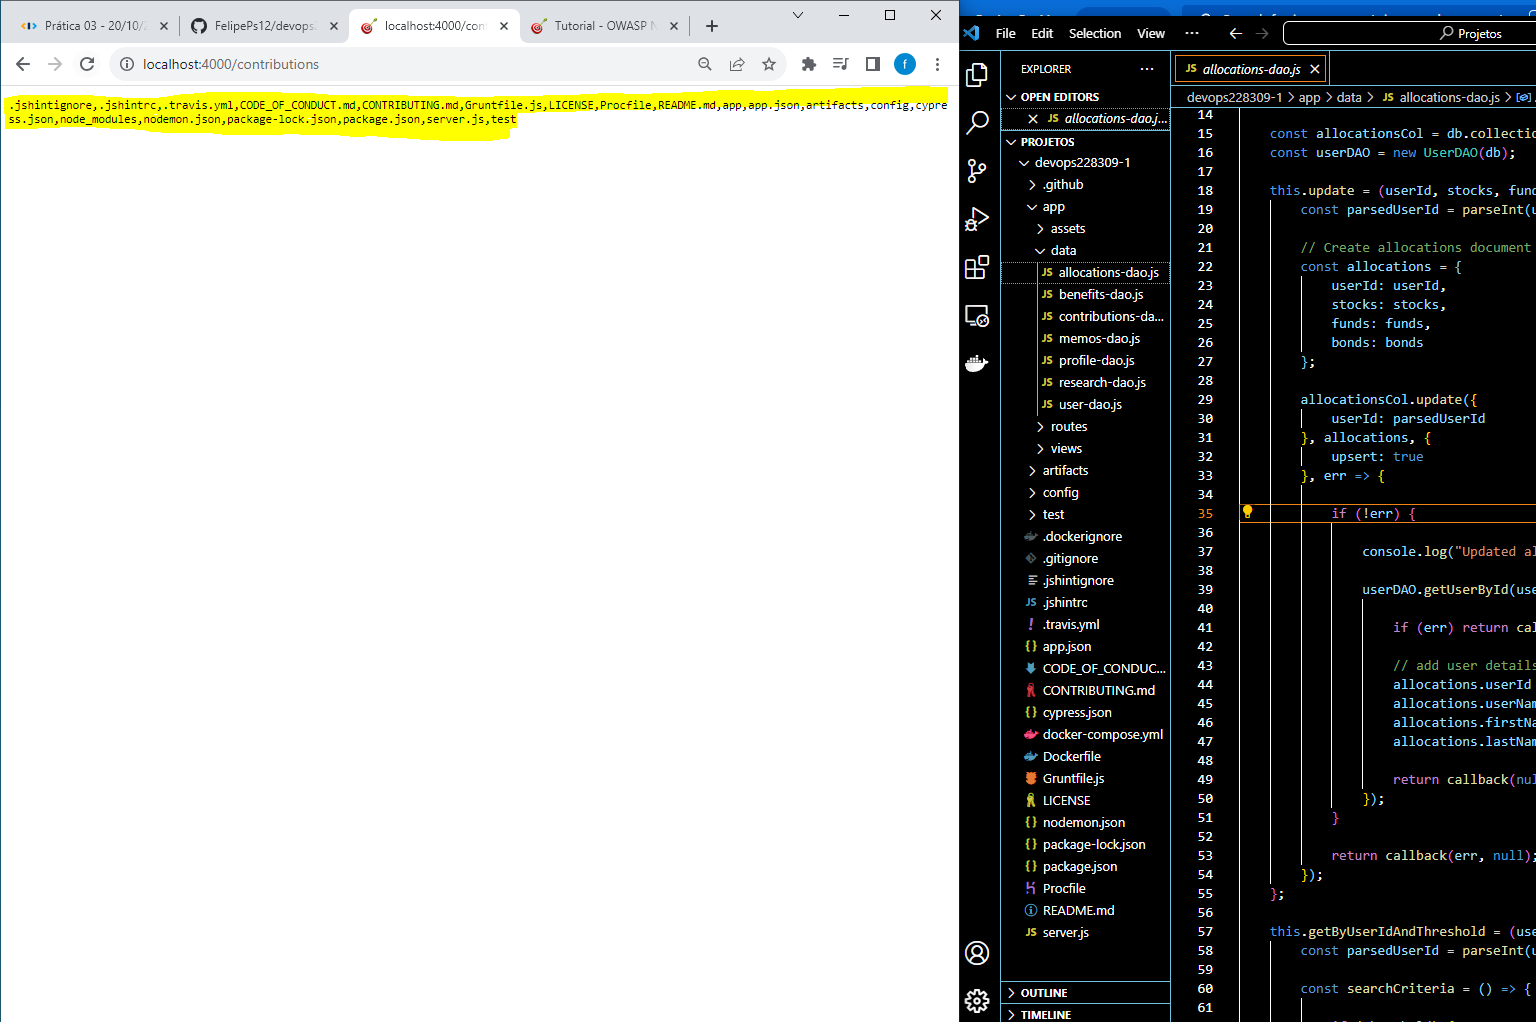 Prática 03 - 20/10/2
FelipePs12/devops2
localhost:4000/cont
Tutorial - OWASP N
localhost:4000/contributions
f
.jshintignore,.jshintrc,.travis.yml,CODE_OF_CONDUCT.md,CONTRIBUTING.md,Gruntfile.js,LICENSE,Procfile,README.md,app,app.json,artifacts,config,cypre
ss.json,node_modules,nodemon.json,package-lock.json,package.json,server.js,test
File Edit Selection View ···
Projetos
EXPLORER ···
OPEN EDITORS
JS allocations-dao.j...
PROJETOS
devops228309-1
.github
app
assets
data
JS allocations-dao.js
JS benefits-dao.js
JS contributions-da...
JS memos-dao.js
JS profile-dao.js
JS research-dao.js
JS user-dao.js
routes
views
artifacts
config
test
.dockerignore
.gitignore
.jshintignore
JS .jshintrc
! .travis.yml
{} app.json
CODE_OF_CONDUC...
CONTRIBUTING.md
{} cypress.json
docker-compose.yml
Dockerfile
Gruntfile.js
LICENSE
{} nodemon.json
{} package-lock.json
{} package.json
Procfile
README.md
JS server.js
OUTLINE
TIMELINE
JS allocations-dao.js
devops228309-1 > app > data > JS allocations-dao.js >
14
15 const allocationsCol = db.collectio
16 const userDAO = new UserDAO(db);
17
18 this.update = (userId, stocks, fund
19 const parsedUserId = parseInt(u
20
21 // Create allocations document
22 const allocations = {
23 userId: userId,
24 stocks: stocks,
25 funds: funds,
26 bonds: bonds
27 };
28
29 allocationsCol.update({
30 userId: parsedUserId
31 }, allocations, {
32 upsert: true
33 }, err => {
34
35 if (!err) {
36
37 console.log("Updated al
38
39 userDAO.getUserById(use
40
41 if (err) return cal
42
43 // add user details
44 allocations.userId
45 allocations.userNam
46 allocations.firstNa
47 allocations.lastNam
48
49 return callback(nul
50 });
51 }
52
53 return callback(err, null);
54 });
55 };
56
57 this.getByUserIdAndThreshold = (use
58 const parsedUserId = parseInt(u
59
60 const searchCriteria = () => {
61